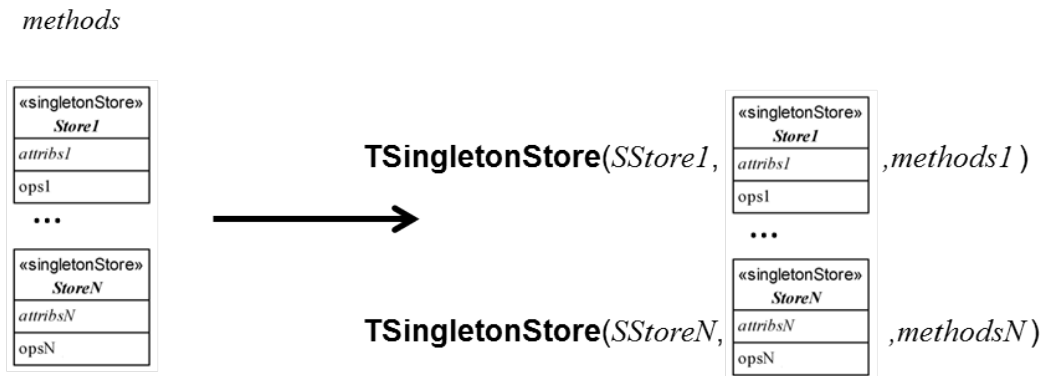 methods
«singletonStore»
Store1
attribs1
ops1
...
«singletonStore»
StoreN
attribsN
opsN
TSingletonStore(SStore1,
«singletonStore»
Store1
attribs1
ops1
,methods1)
...
TSingletonStore(SStoreN,
«singletonStore»
StoreN
attribsN
opsN
,methodsN)